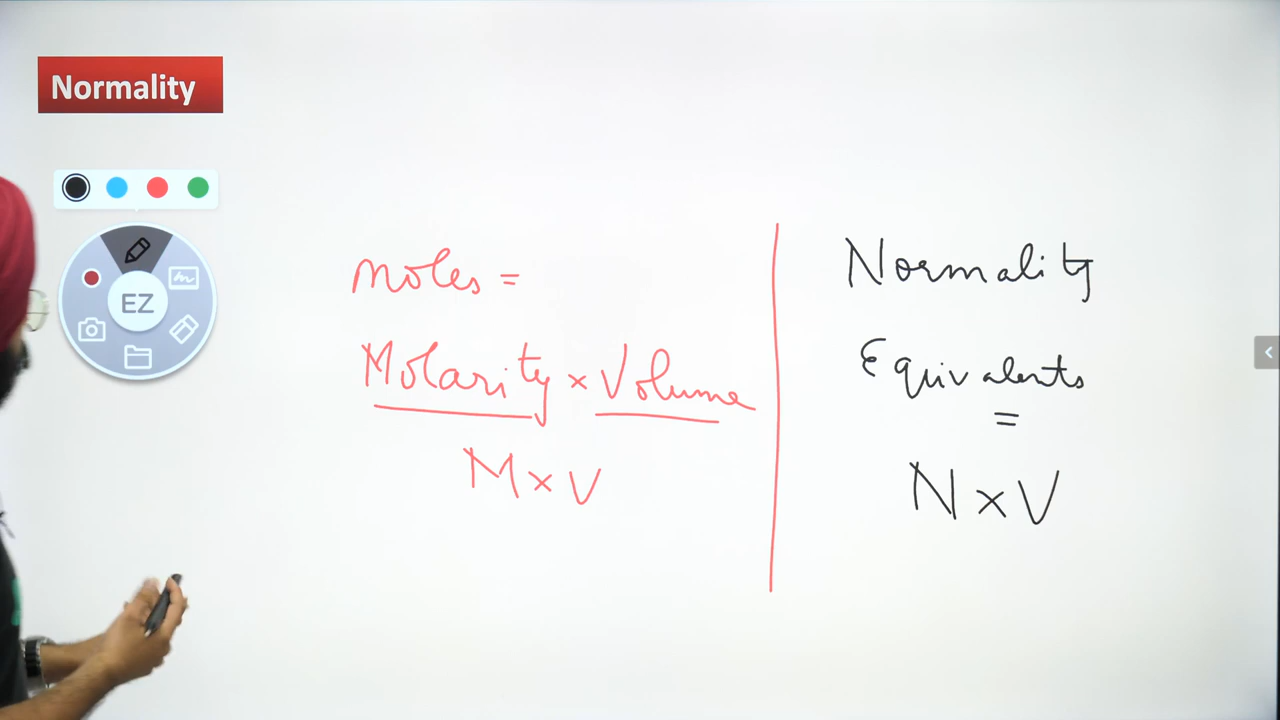 Normality
EZ
moles =
Molarity × Volume
M × V
Normality
Equivalents
=
N × V